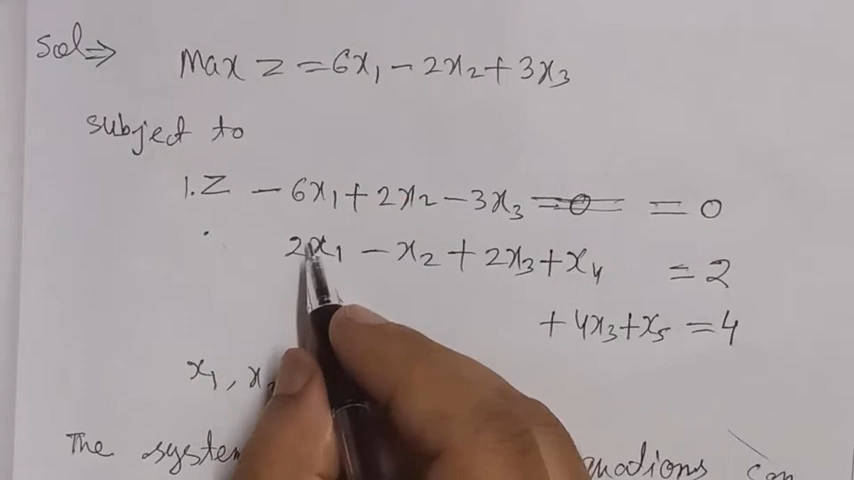 Sol ⇒ Max Z = 6x₁ − 2x₂ + 3x₃
subject to
1. Z − 6x₁ + 2x₂ − 3x₃ = 0
2x₁ − x₂ + 2x₃ + x₄ = 2
+ 4x₃ + x₅ = 4
x₁,
The system
can